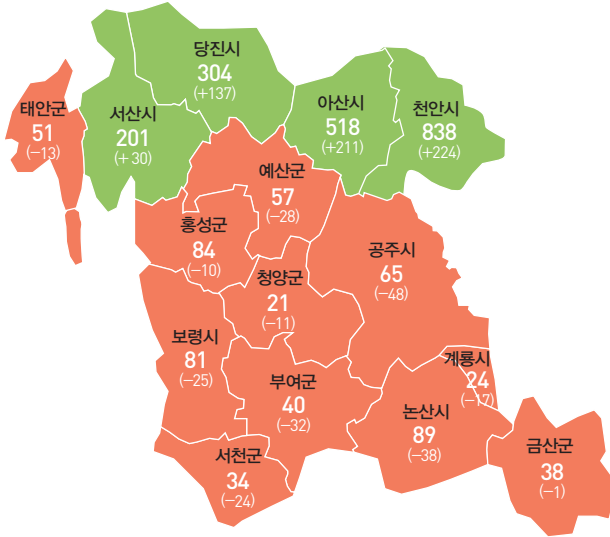 당진시
304
(+137)
태안군
51
(−13)
서산시
201
(+30)
아산시
518
(+211)
천안시
838
(+224)
예산군
57
(−28)
홍성군
84
(−10)
청양군
21
(−11)
공주시
65
(−48)
보령시
81
(−25)
부여군
40
(−32)
계룡시
24
(−17)
논산시
89
(−38)
서천군
34
(−24)
금산군
38
(−1)